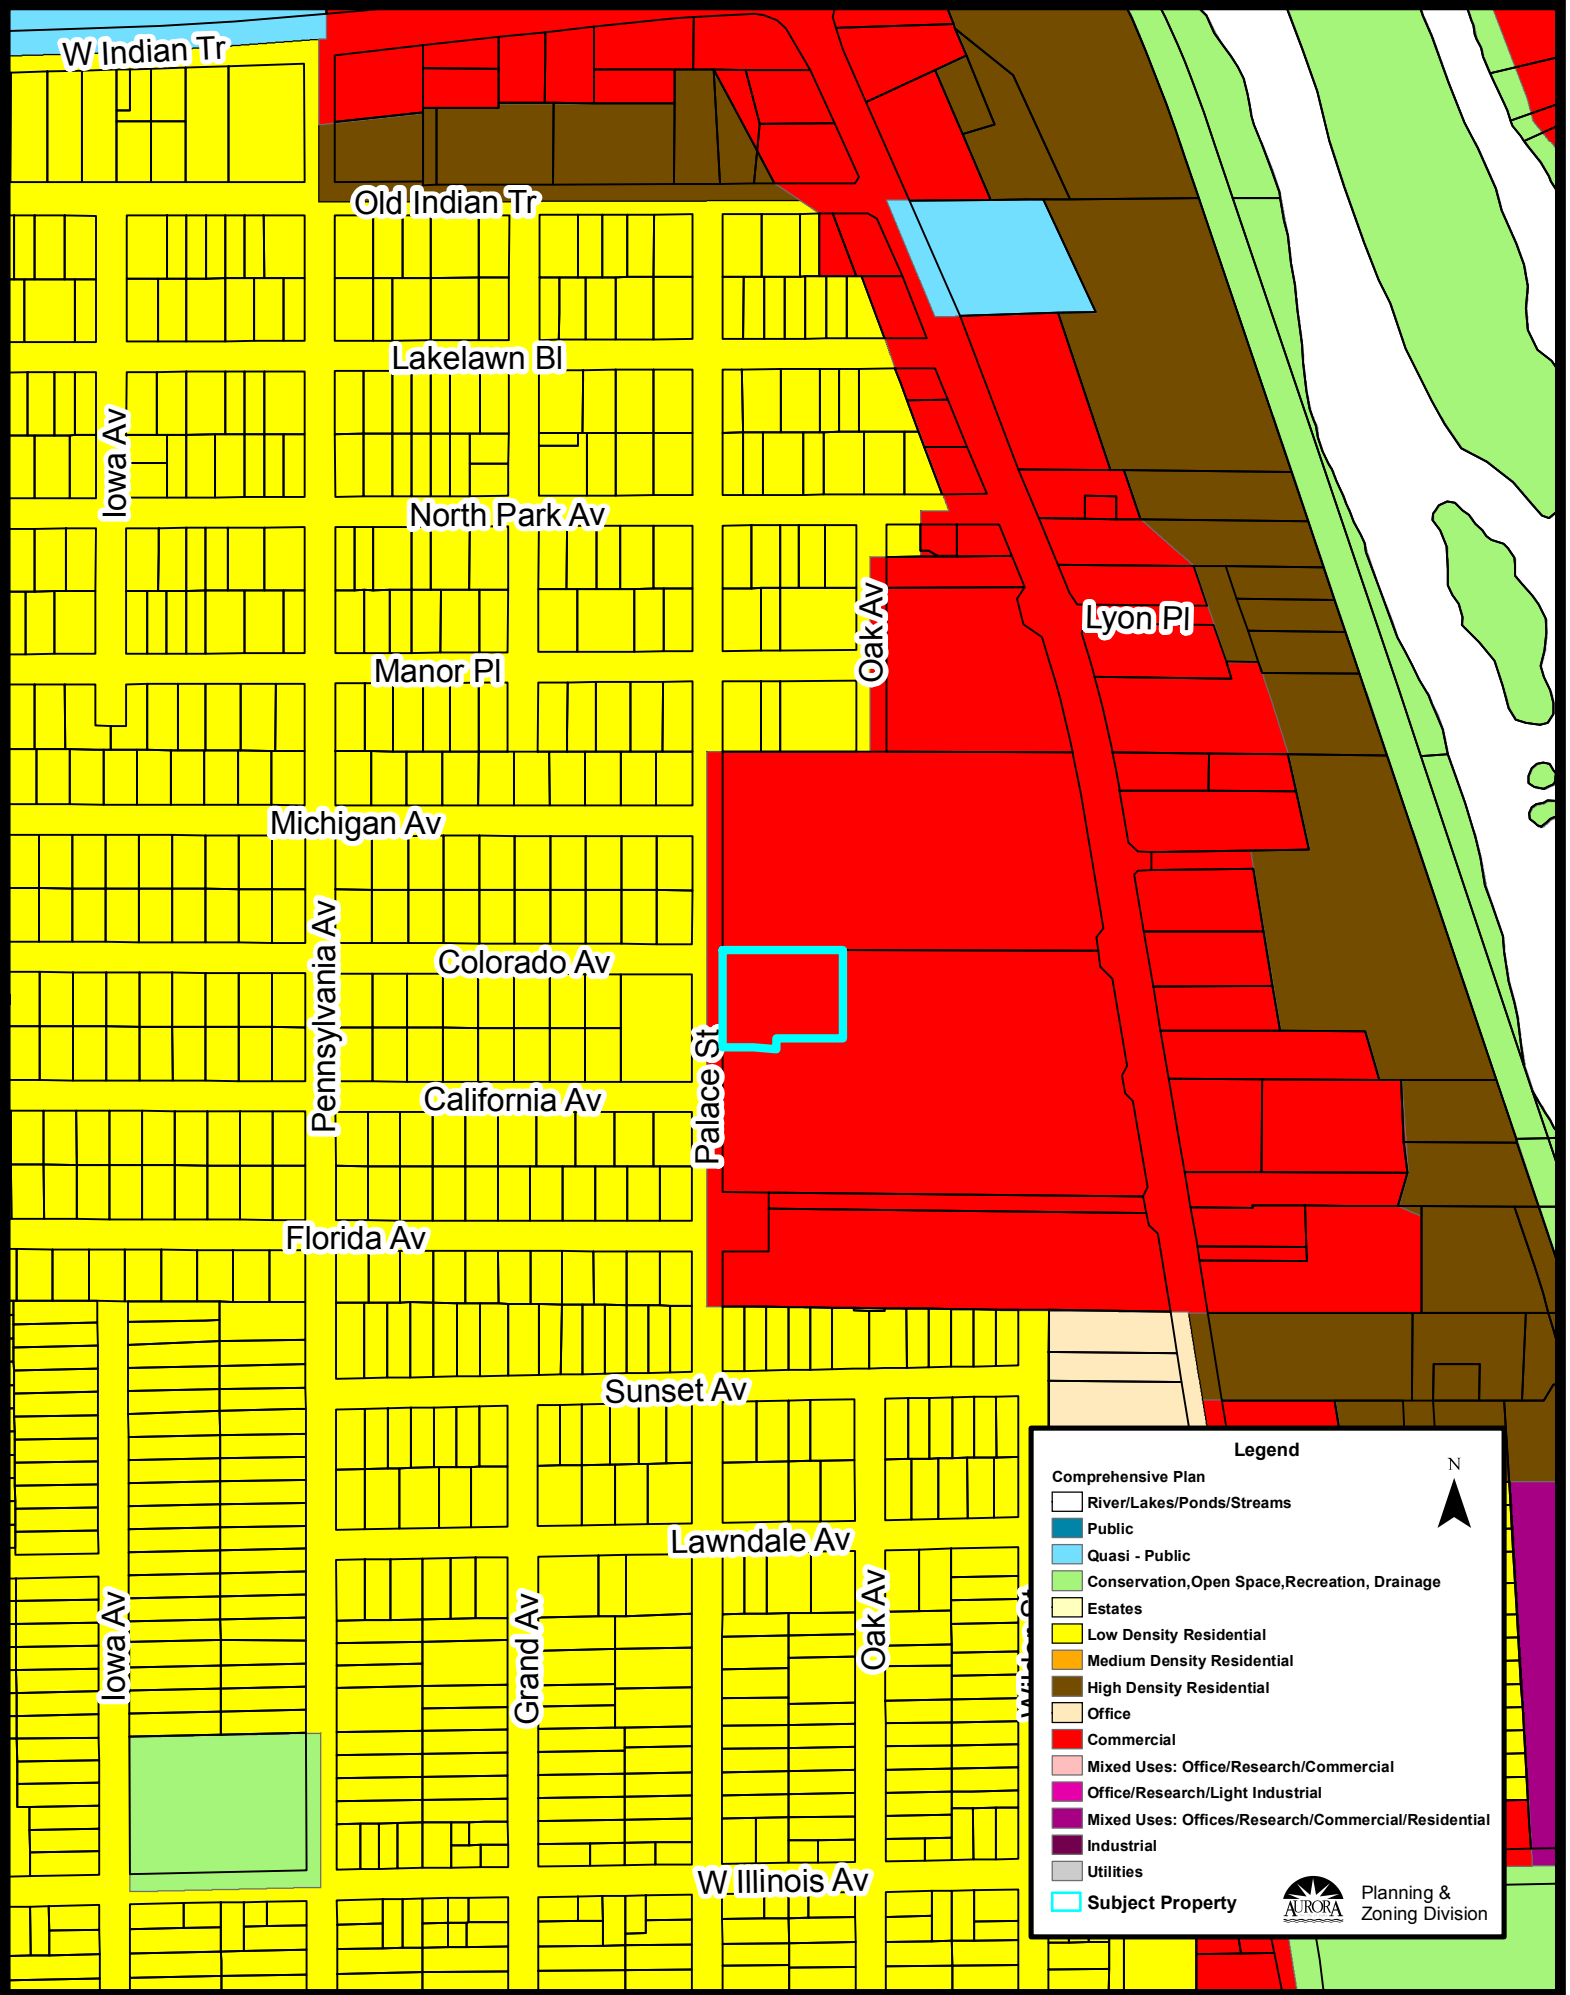 W Indian Tr
Old Indian Tr
Lakelawn Bl
Iowa Av
North Park Av
Oak Av
Lyon Pl
Manor Pl
Michigan Av
Pennsylvania Av
Colorado Av
Palace St
California Av
Florida Av
Sunset Av
Lawndale Av
Iowa Av
Grand Av
Oak Av
W Illinois Av
Legend
N
Comprehensive Plan
River/Lakes/Ponds/Streams
Public
Quasi - Public
Conservation,Open Space,Recreation, Drainage
Estates
Low Density Residential
Medium Density Residential
High Density Residential
Office
Commercial
Mixed Uses: Office/Research/Commercial
Office/Research/Light Industrial
Mixed Uses: Offices/Research/Commercial/Residential
Industrial
Utilities
Subject Property
AURORA
Planning &
Zoning Division